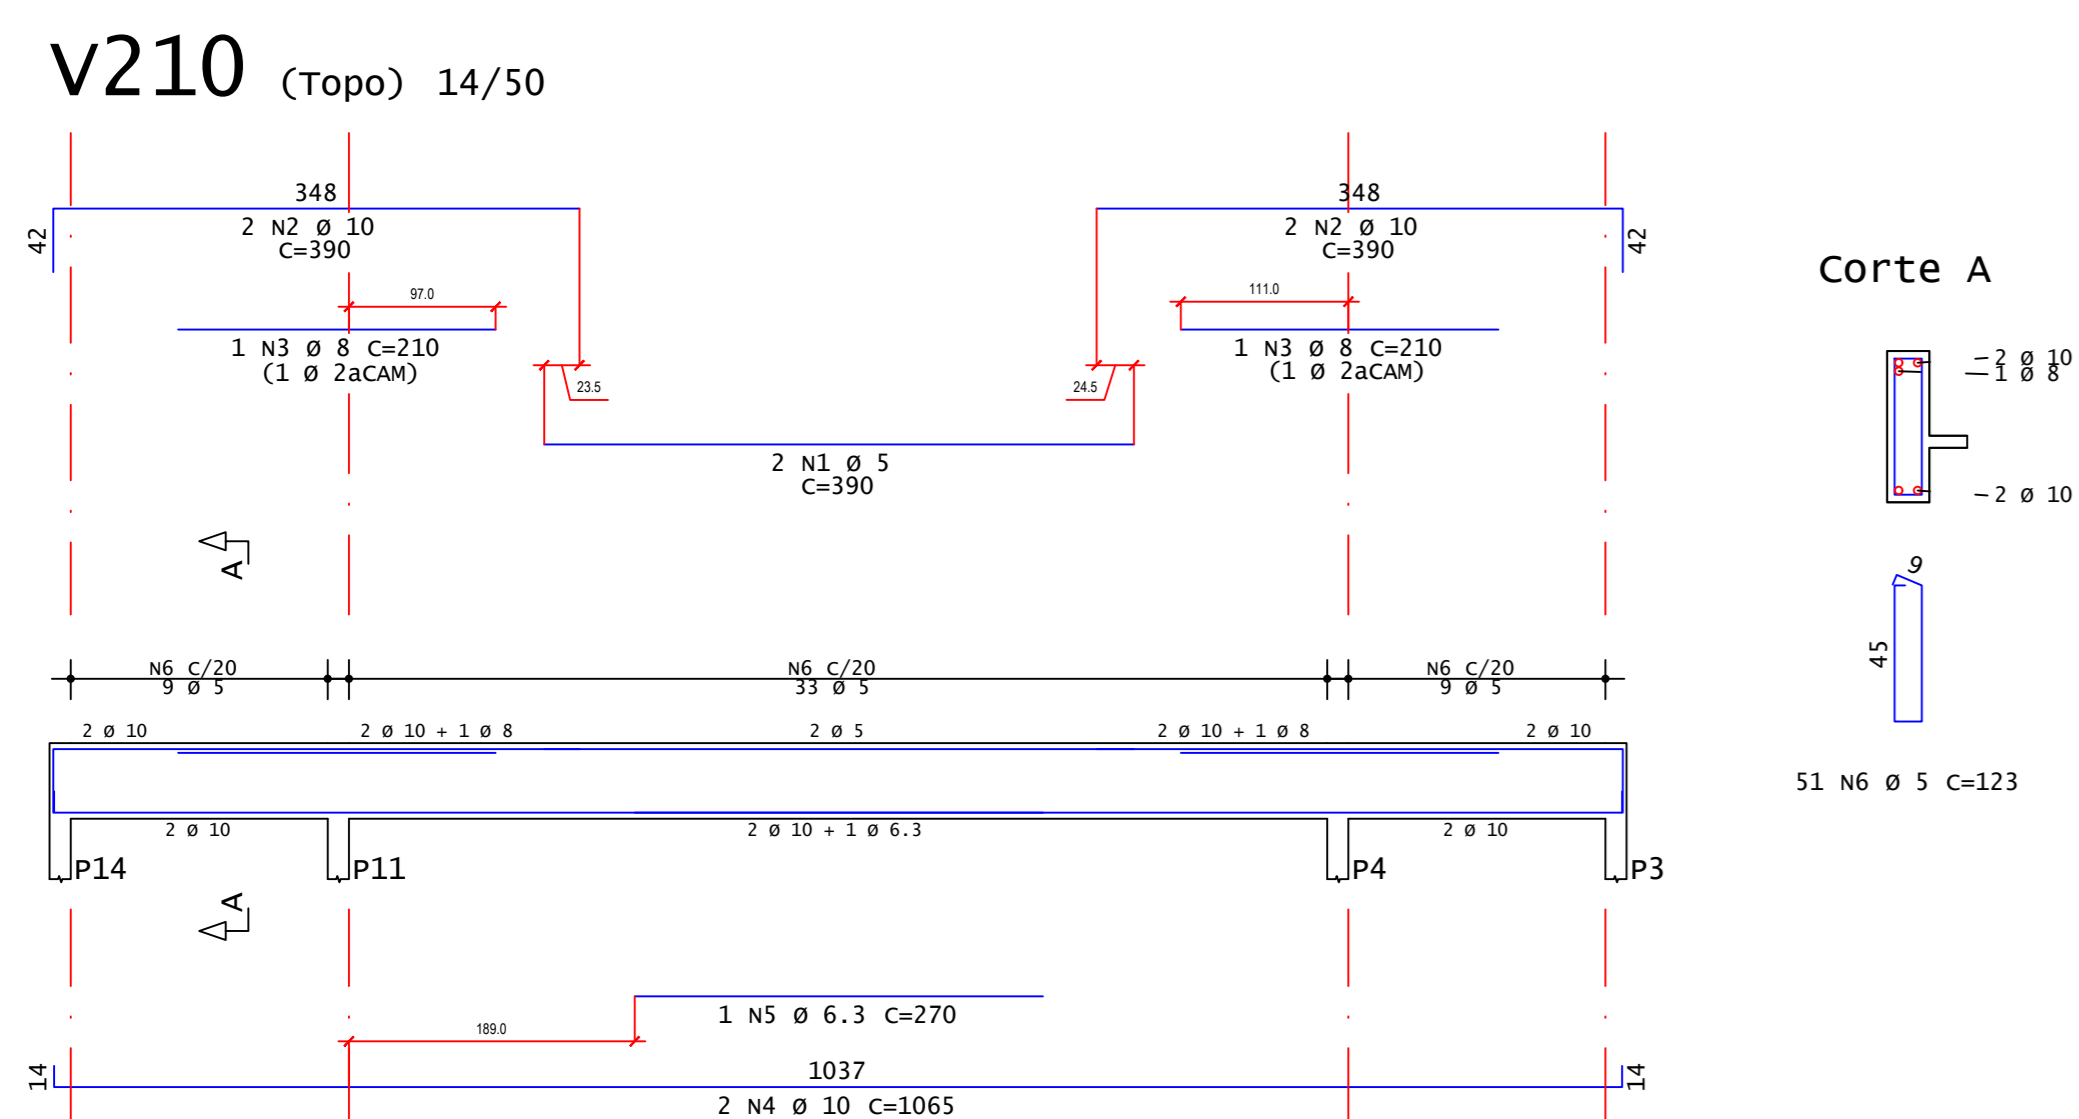 V210 (Topo) 14/50
348
2 N2 Ø 10
C=390
42
348
2 N2 Ø 10
C=390
42
97.0
1 N3 Ø 8 C=210
(1 Ø 2aCAM)
111.0
1 N3 Ø 8 C=210
(1 Ø 2aCAM)
23.5
24.5
2 N1 Ø 5
C=390
A
N6 C/20
9 Ø 5
N6 C/20
33 Ø 5
N6 C/20
9 Ø 5
2 Ø 10
2 Ø 10 + 1 Ø 8
2 Ø 5
2 Ø 10 + 1 Ø 8
2 Ø 10
2 Ø 10
2 Ø 10 + 1 Ø 6.3
2 Ø 10
P14
P11
P4
P3
A
1 N5 Ø 6.3 C=270
189.0
14
1037
14
2 N4 Ø 10 C=1065
Corte A
2 Ø 10
1 Ø 8
2 Ø 10
9
45
51 N6 Ø 5 C=123